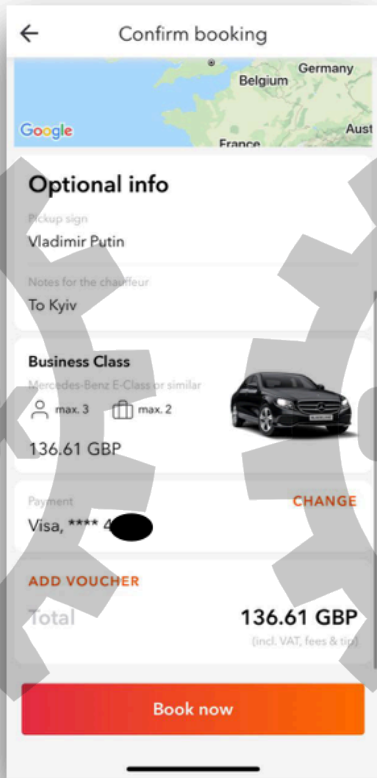 Confirm booking
Germany
Belgium
Google
Aust
France
Optional info
Pickup sign
Vladimir Putin
Notes for the chauffeur
To Kyiv
Business Class
Mercedes-Benz E-Class or similar
max. 3 max. 2
136.61 GBP
Payment
CHANGE
Visa, **** 4
ADD VOUCHER
Total 136.61 GBP
(incl. VAT, fees & tip)
Book now